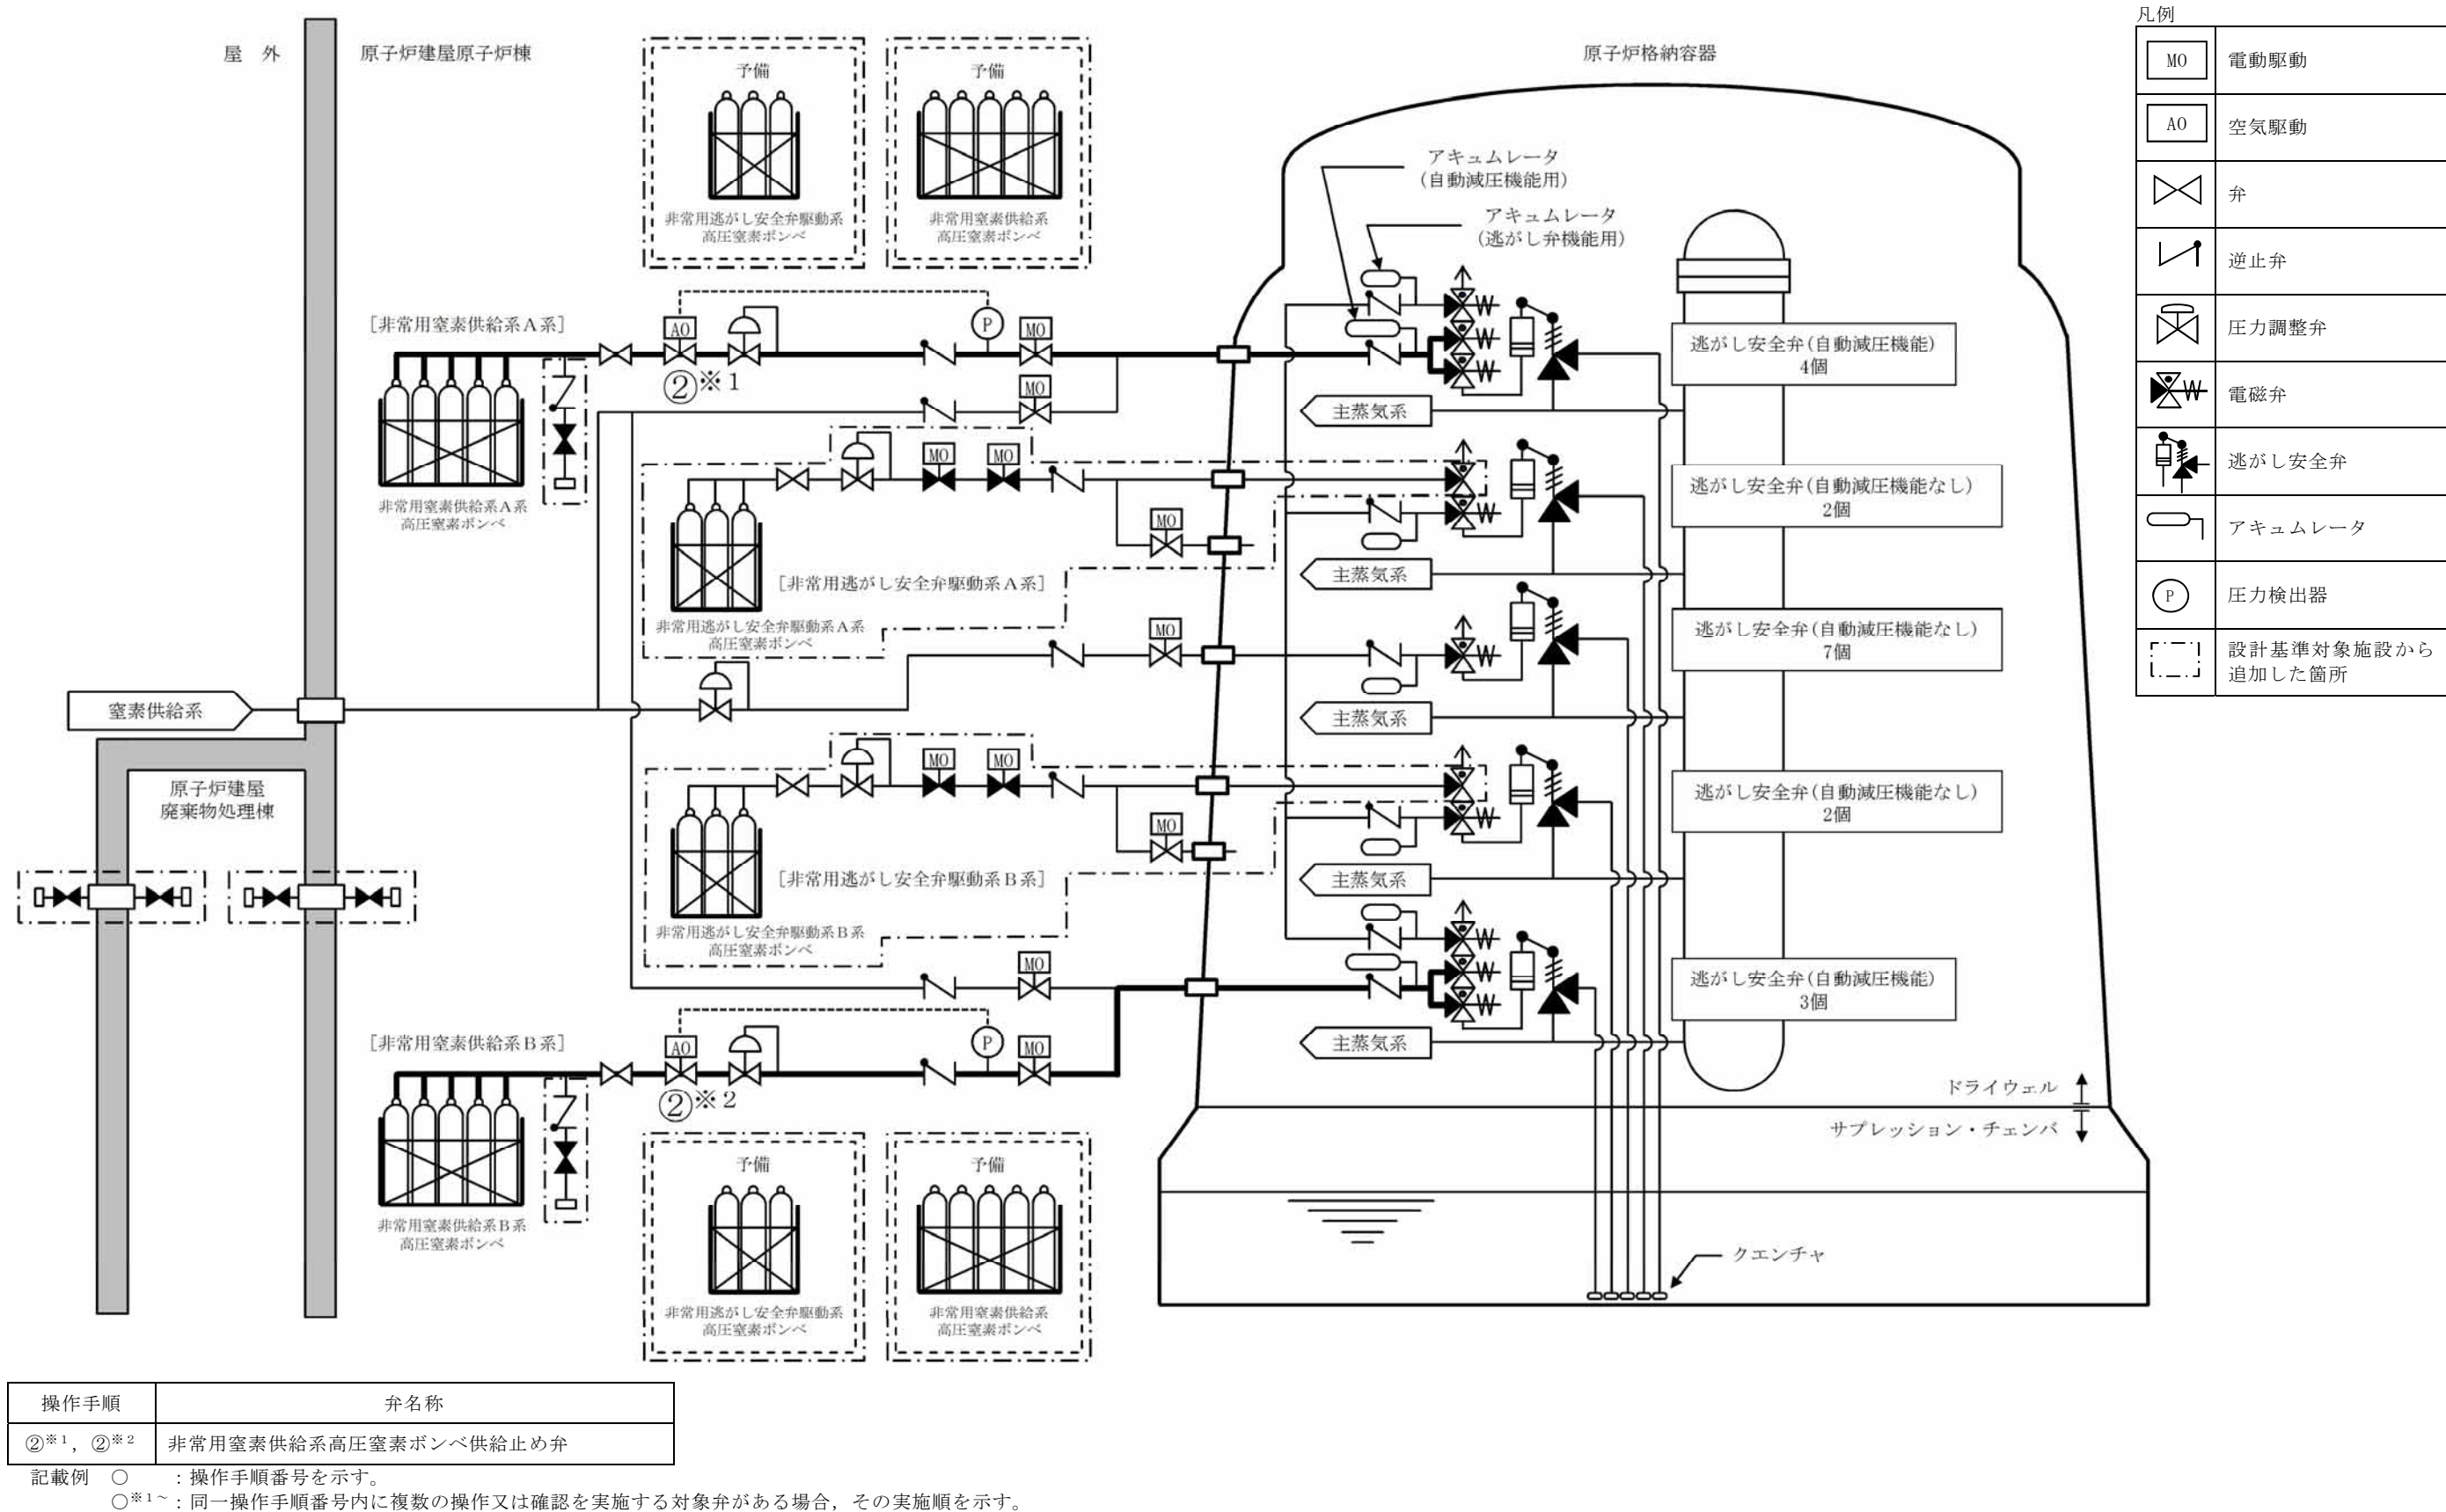 凡例
MO 電動駆動
AO 空気駆動
弁
逆止弁
圧力調整弁
電磁弁
逃がし安全弁
アキュムレータ
P 圧力検出器
設計基準対象施設から
追加した箇所
屋 外
原子炉建屋原子炉棟
予備
非常用逃がし安全弁駆動系
高圧窒素ボンベ
予備
非常用窒素供給系
高圧窒素ボンベ
原子炉格納容器
アキュムレータ
(自動減圧機能用)
アキュムレータ
(逃がし弁機能用)
[非常用窒素供給系A系]
AO
P
MO
②※1
MO
非常用窒素供給系A系
高圧窒素ボンベ
逃がし安全弁(自動減圧機能)
4個
主蒸気系
MO
MO
MO
[非常用逃がし安全弁駆動系A系]
非常用逃がし安全弁駆動系A系
高圧窒素ボンベ
逃がし安全弁(自動減圧機能なし)
2個
主蒸気系
MO
逃がし安全弁(自動減圧機能なし)
7個
主蒸気系
窒素供給系
原子炉建屋
廃棄物処理棟
MO
MO
MO
[非常用逃がし安全弁駆動系B系]
非常用逃がし安全弁駆動系B系
高圧窒素ボンベ
逃がし安全弁(自動減圧機能なし)
2個
主蒸気系
MO
逃がし安全弁(自動減圧機能)
3個
主蒸気系
[非常用窒素供給系B系]
AO
P
MO
②※2
非常用窒素供給系B系
高圧窒素ボンベ
ドライウェル
サプレッション・チェンバ
クエンチャ
予備
非常用逃がし安全弁駆動系
高圧窒素ボンベ
予備
非常用窒素供給系
高圧窒素ボンベ
操作手順 弁名称
②※1，②※2 非常用窒素供給系高圧窒素ボンベ供給止め弁
記載例 ○ ：操作手順番号を示す。
○※1～：同一操作手順番号内に複数の操作又は確認を実施する対象弁がある場合，その実施順を示す。